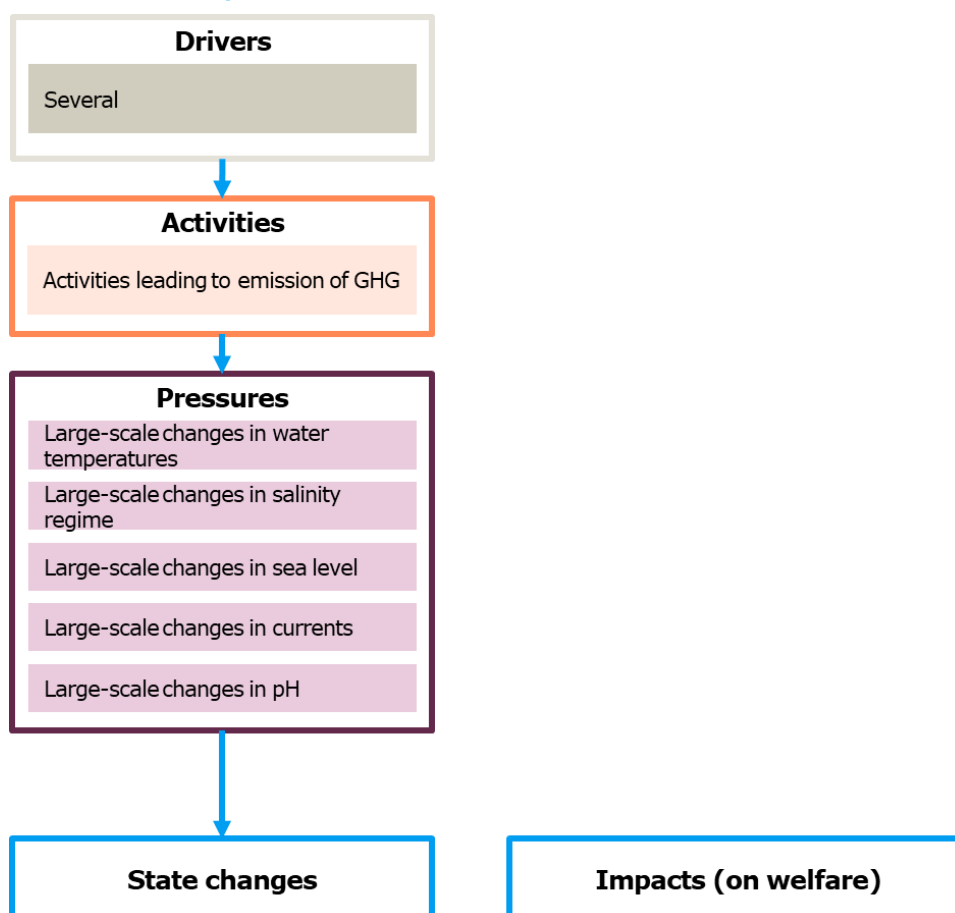 Drivers
Several
Activities
Activities leading to emission of GHG
Pressures
Large-scale changes in water
temperatures
Large-scale changes in salinity
regime
Large-scale changes in sea level
Large-scale changes in currents
Large-scale changes in pH
State changes
Impacts (on welfare)